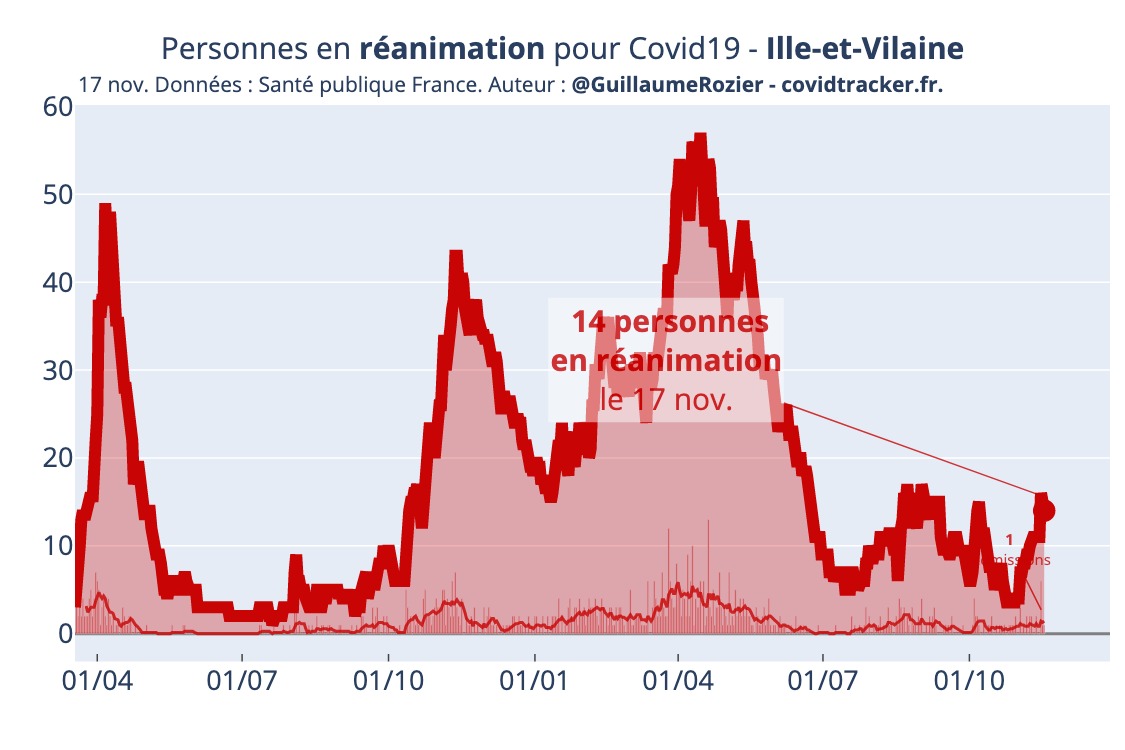 Personnes en réanimation pour Covid19 - Ille-et-Vilaine
17 nov. Données : Santé publique France. Auteur : @GuillaumeRozier - covidtracker.fr.
60
50
40
30
20
10
0
14 personnes
en réanimation
le 17 nov.
1
admissions
01/04
01/07
01/10
01/01
01/04
01/07
01/10